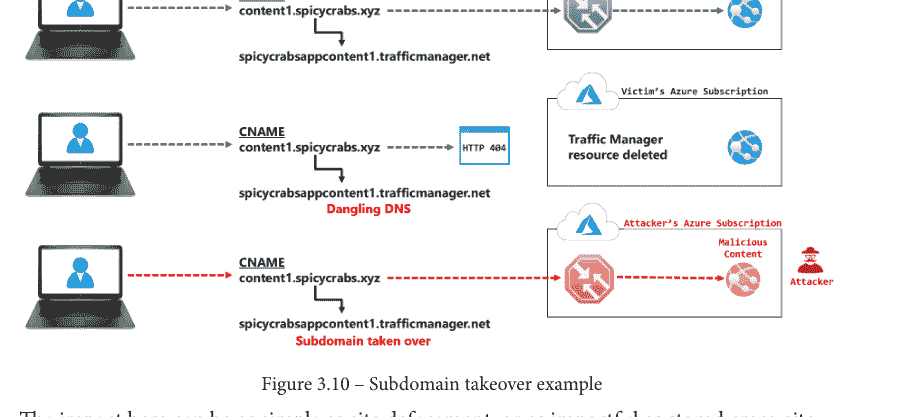 content1.spicycrabs.xyz
spicycrabsappcontent1.trafficmanager.net
Victim's Azure Subscription
CNAME
content1.spicycrabs.xyz
HTTP 404
Traffic Manager
resource deleted
spicycrabsappcontent1.trafficmanager.net
Dangling DNS
Attacker's Azure Subscription
CNAME
content1.spicycrabs.xyz
Malicious
Content
Attacker
spicycrabsappcontent1.trafficmanager.net
Subdomain taken over
Figure 3.10 – Subdomain takeover example